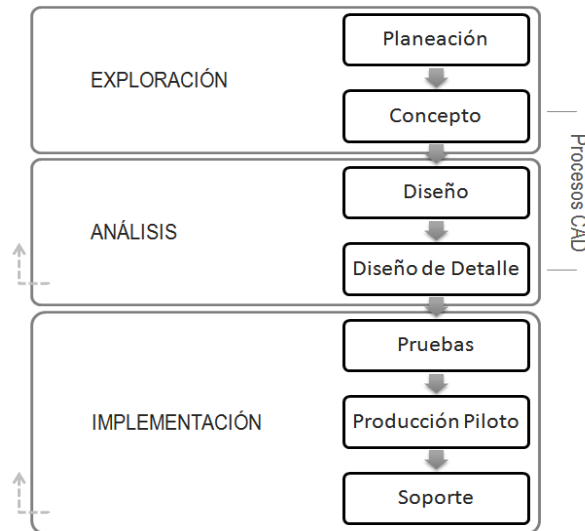 EXPLORACIÓN
Planeación
Concepto
ANÁLISIS
Diseño
Diseño de Detalle
IMPLEMENTACIÓN
Pruebas
Producción Piloto
Soporte
Procesos CAD